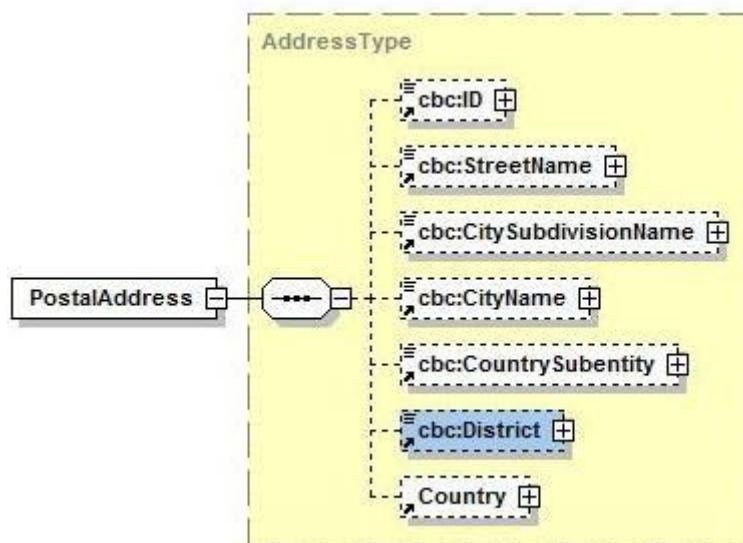 AddressType
cbc:ID
cbc:StreetName
cbc:CitySubdivisionName
PostalAddress
cbc:CityName
cbc:CountrySubentity
cbc:District
Country